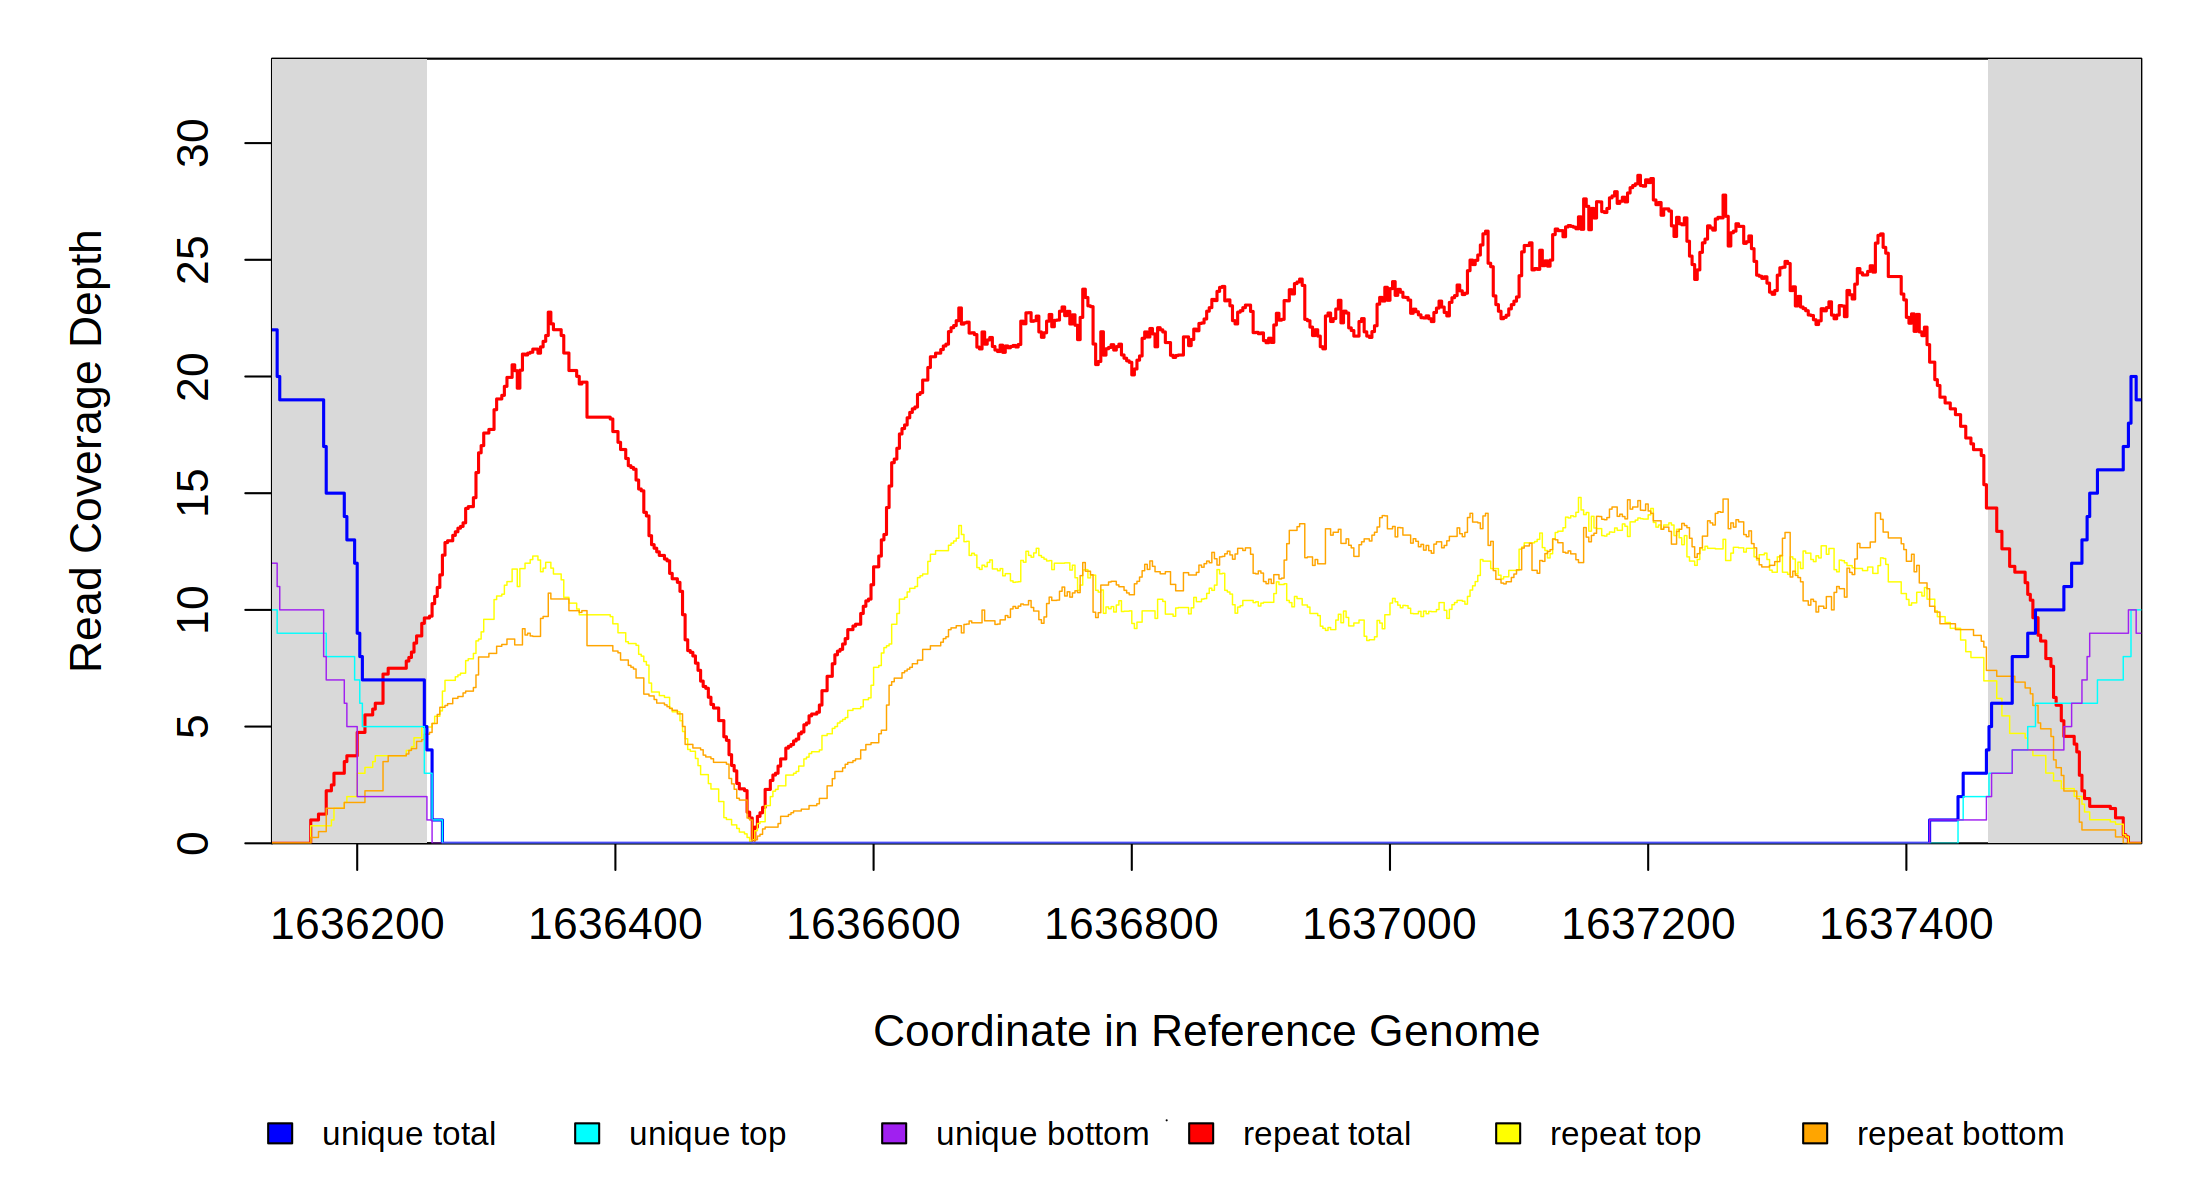 Read Coverage Depth
30
25
20
15
10
5
0
1636200 1636400 1636600 1636800 1637000 1637200 1637400
Coordinate in Reference Genome
unique total unique top unique bottom repeat total repeat top repeat bottom